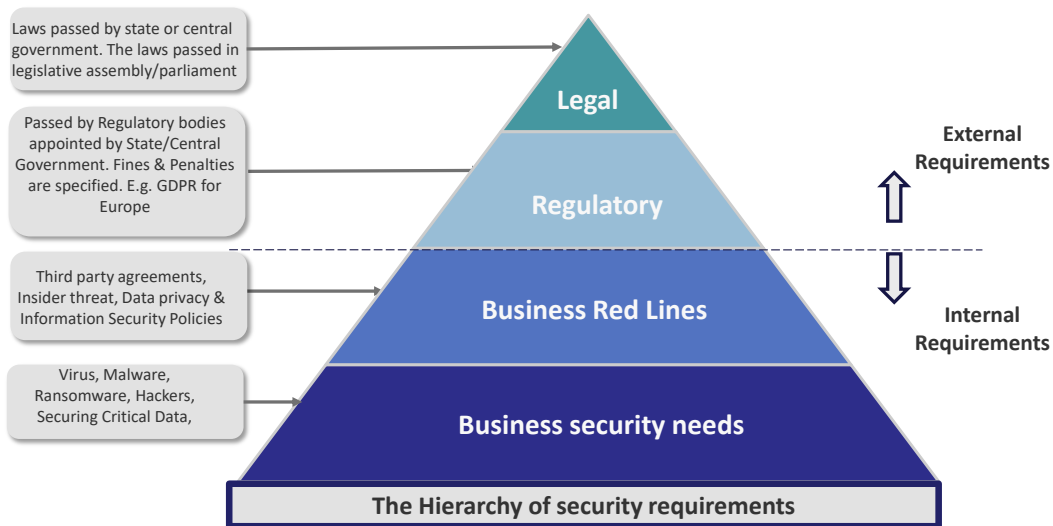 Laws passed by state or central
government. The laws passed in
legislative assembly/parliament
Legal
Passed by Regulatory bodies
appointed by State/Central
Government. Fines & Penalties
are specified. E.g. GDPR for
Europe
Regulatory
External
Requirements
Third party agreements,
Insider threat, Data privacy &
Information Security Policies
Business Red Lines
Internal
Requirements
Virus, Malware,
Ransomware, Hackers,
Securing Critical Data,
Business security needs
The Hierarchy of security requirements